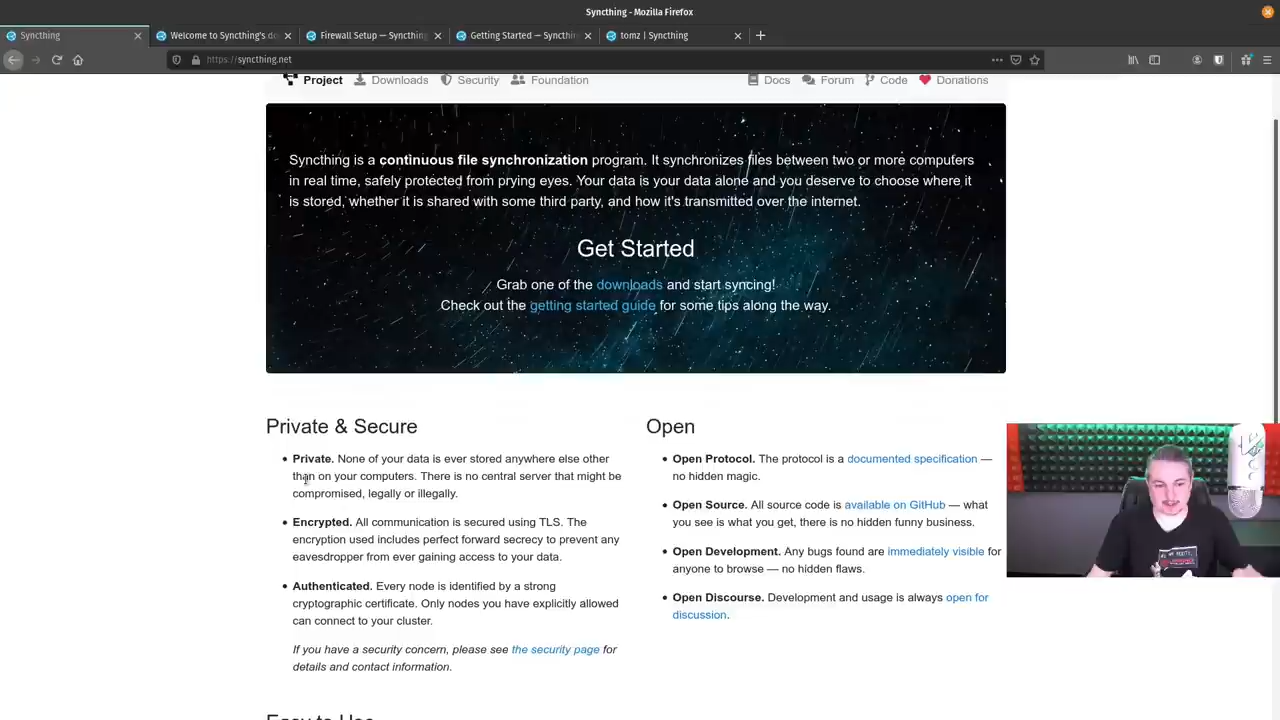 Syncthing - Mozilla Firefox
Syncthing
Welcome to Syncthing's do
Firewall Setup — Syncthing
Getting Started — Syncthin
tomz | Syncthing
https://syncthing.net
Project Downloads Security Foundation Docs Forum Code Donations
Syncthing is a continuous file synchronization program. It synchronizes files between two or more computers
in real time, safely protected from prying eyes. Your data is your data alone and you deserve to choose where it
is stored, whether it is shared with some third party, and how it's transmitted over the internet.
Get Started
Grab one of the downloads and start syncing!
Check out the getting started guide for some tips along the way.
Private & Secure
Private. None of your data is ever stored anywhere else other
than on your computers. There is no central server that might be
compromised, legally or illegally.
Encrypted. All communication is secured using TLS. The
encryption used includes perfect forward secrecy to prevent any
eavesdropper from ever gaining access to your data.
Authenticated. Every node is identified by a strong
cryptographic certificate. Only nodes you have explicitly allowed
can connect to your cluster.
If you have a security concern, please see the security page for
details and contact information.
Open
Open Protocol. The protocol is a documented specification —
no hidden magic.
Open Source. All source code is available on GitHub — what
you see is what you get, there is no hidden funny business.
Open Development. Any bugs found are immediately visible for
anyone to browse — no hidden flaws.
Open Discourse. Development and usage is always open for
discussion.
Easy to Use